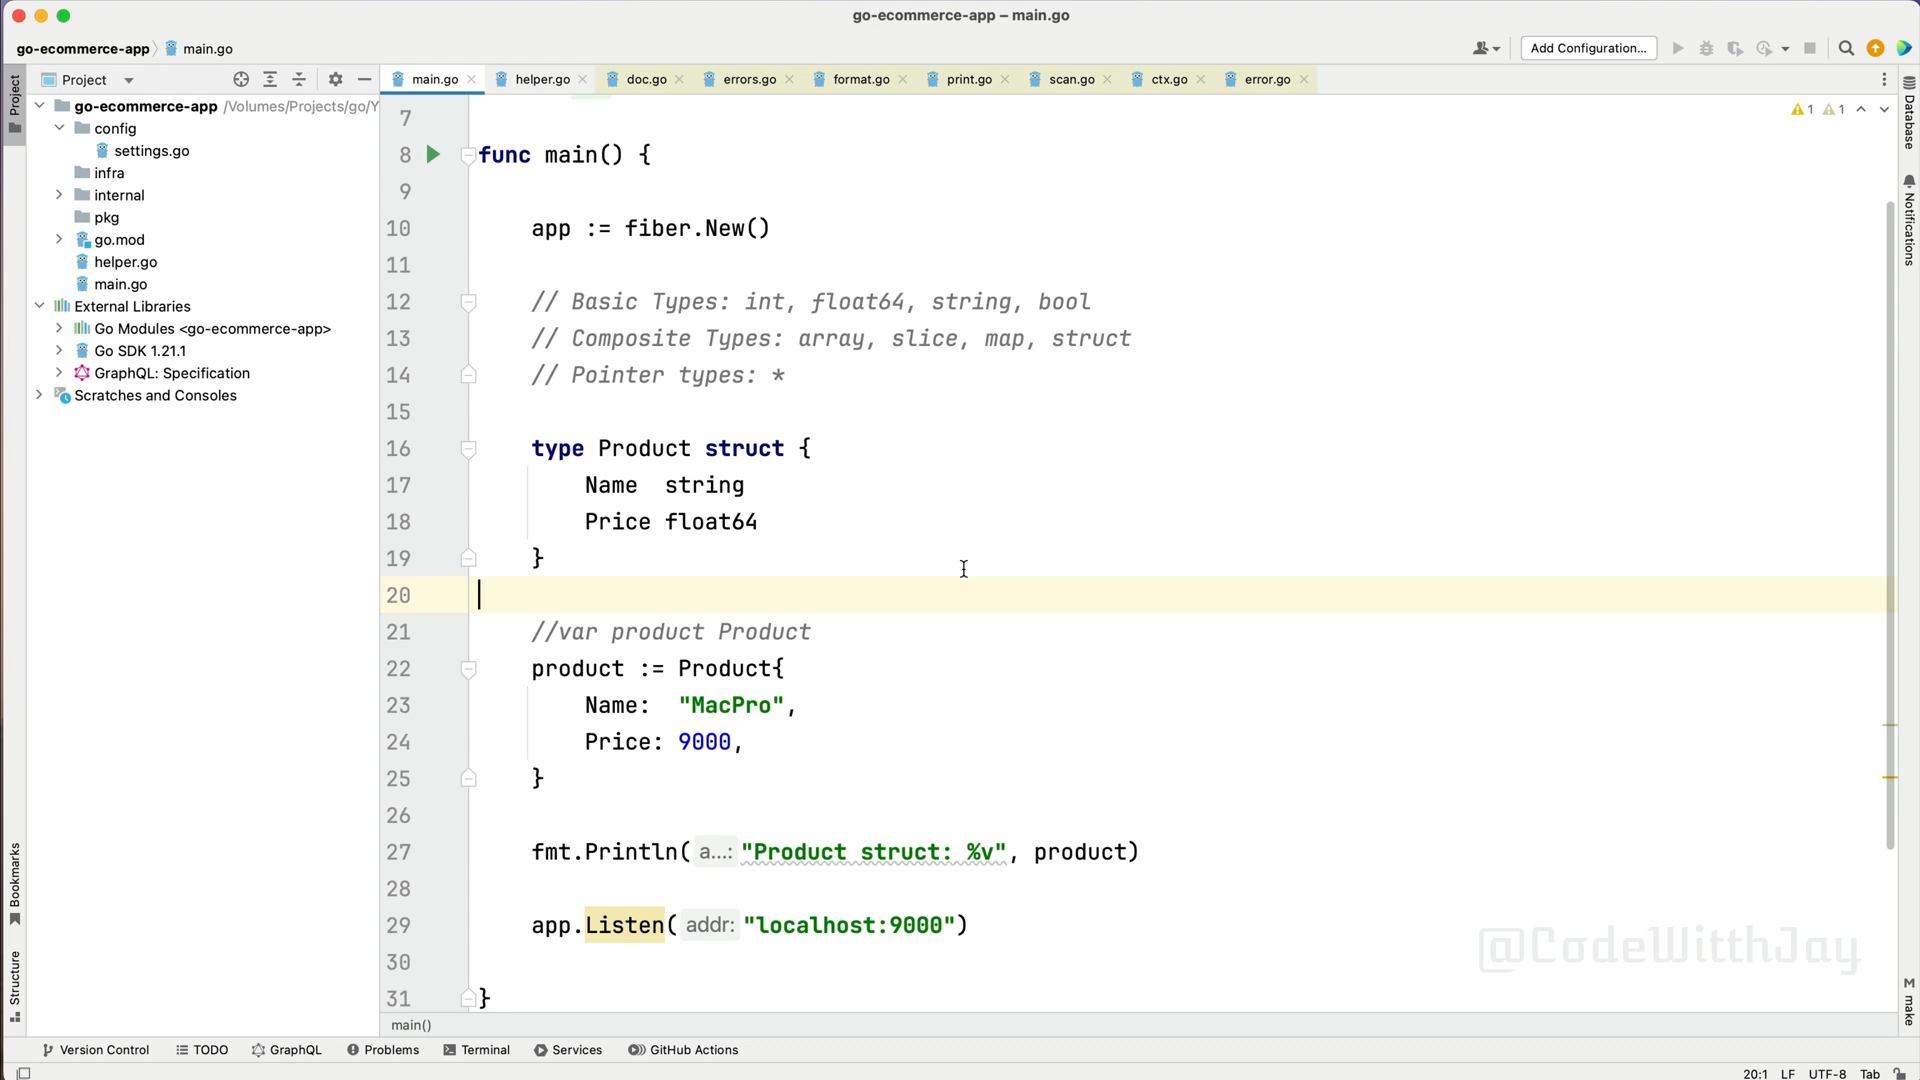 go-ecommerce-app – main.go
go-ecommerce-app main.go
Add Configuration...
Project
Project
main.go
helper.go
doc.go
errors.go
format.go
print.go
scan.go
ctx.go
error.go
go-ecommerce-app /Volumes/Projects/go/Y
config
settings.go
infra
internal
pkg
go.mod
helper.go
main.go
External Libraries
Go Modules <go-ecommerce-app>
Go SDK 1.21.1
GraphQL: Specification
Scratches and Consoles
1 1
7
8 func main() {
9
10 app := fiber.New()
11
12 // Basic Types: int, float64, string, bool
13 // Composite Types: array, slice, map, struct
14 // Pointer types: *
15
16 type Product struct {
17 Name string
18 Price float64
19 }
20
21 //var product Product
22 product := Product{
23 Name: "MacPro",
24 Price: 9000,
25 }
26
27 fmt.Println( a...: "Product struct: %v", product)
28
29 app.Listen( addr: "localhost:9000")
30
31 }
@CodeWitthJay
main()
Database
Notifications
make
Bookmarks
Structure
Version Control
TODO
GraphQL
Problems
Terminal
Services
GitHub Actions
20:1 LF UTF-8 Tab